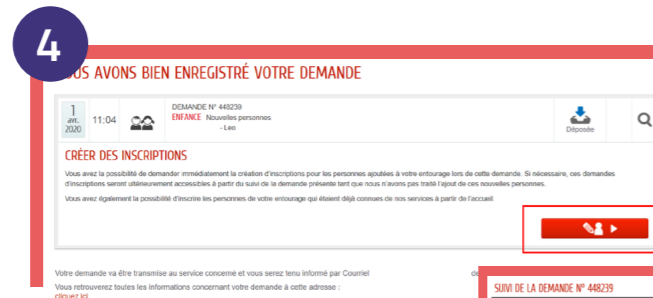 4
VOUS AVONS BIEN ENREGISTRÉ VOTRE DEMANDE
1
avr.
2020
11:04
DEMANDE N° 448239
ENFANCE Nouvelles personnes
- Leo
Déposée
CRÉER DES INSCRIPTIONS
Vous avez la possibilité de demander immédiatement la création d'inscriptions pour les personnes ajoutées à votre entourage lors de cette demande. Si nécessaire, ces demandes
d'inscriptions seront ultérieurement accessibles à partir du suivi de la demande présente tant que nous n'avons pas traité l'ajout de ces nouvelles personnes.
Vous avez également la possibilité d'inscrire les personnes de votre entourage qui étaient déjà connues de nos services à partir de l'accueil
Votre demande va être transmise au service concerné et vous serez tenu informé par Courriel
Vous retrouverez toutes les informations concernant votre demande à cette adresse :
cliquez ici
SUIVI DE LA DEMANDE N° 448239